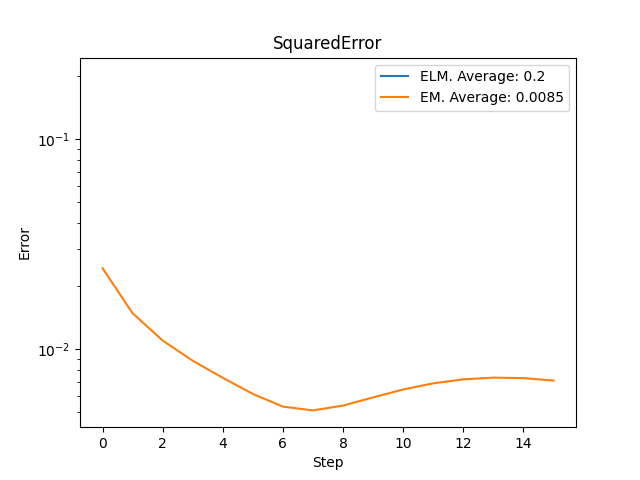 SquaredError
ELM. Average: 0.2
EM. Average: 0.0085
Error
10⁻¹
10⁻²
0 2 4 6 8 10 12 14
Step